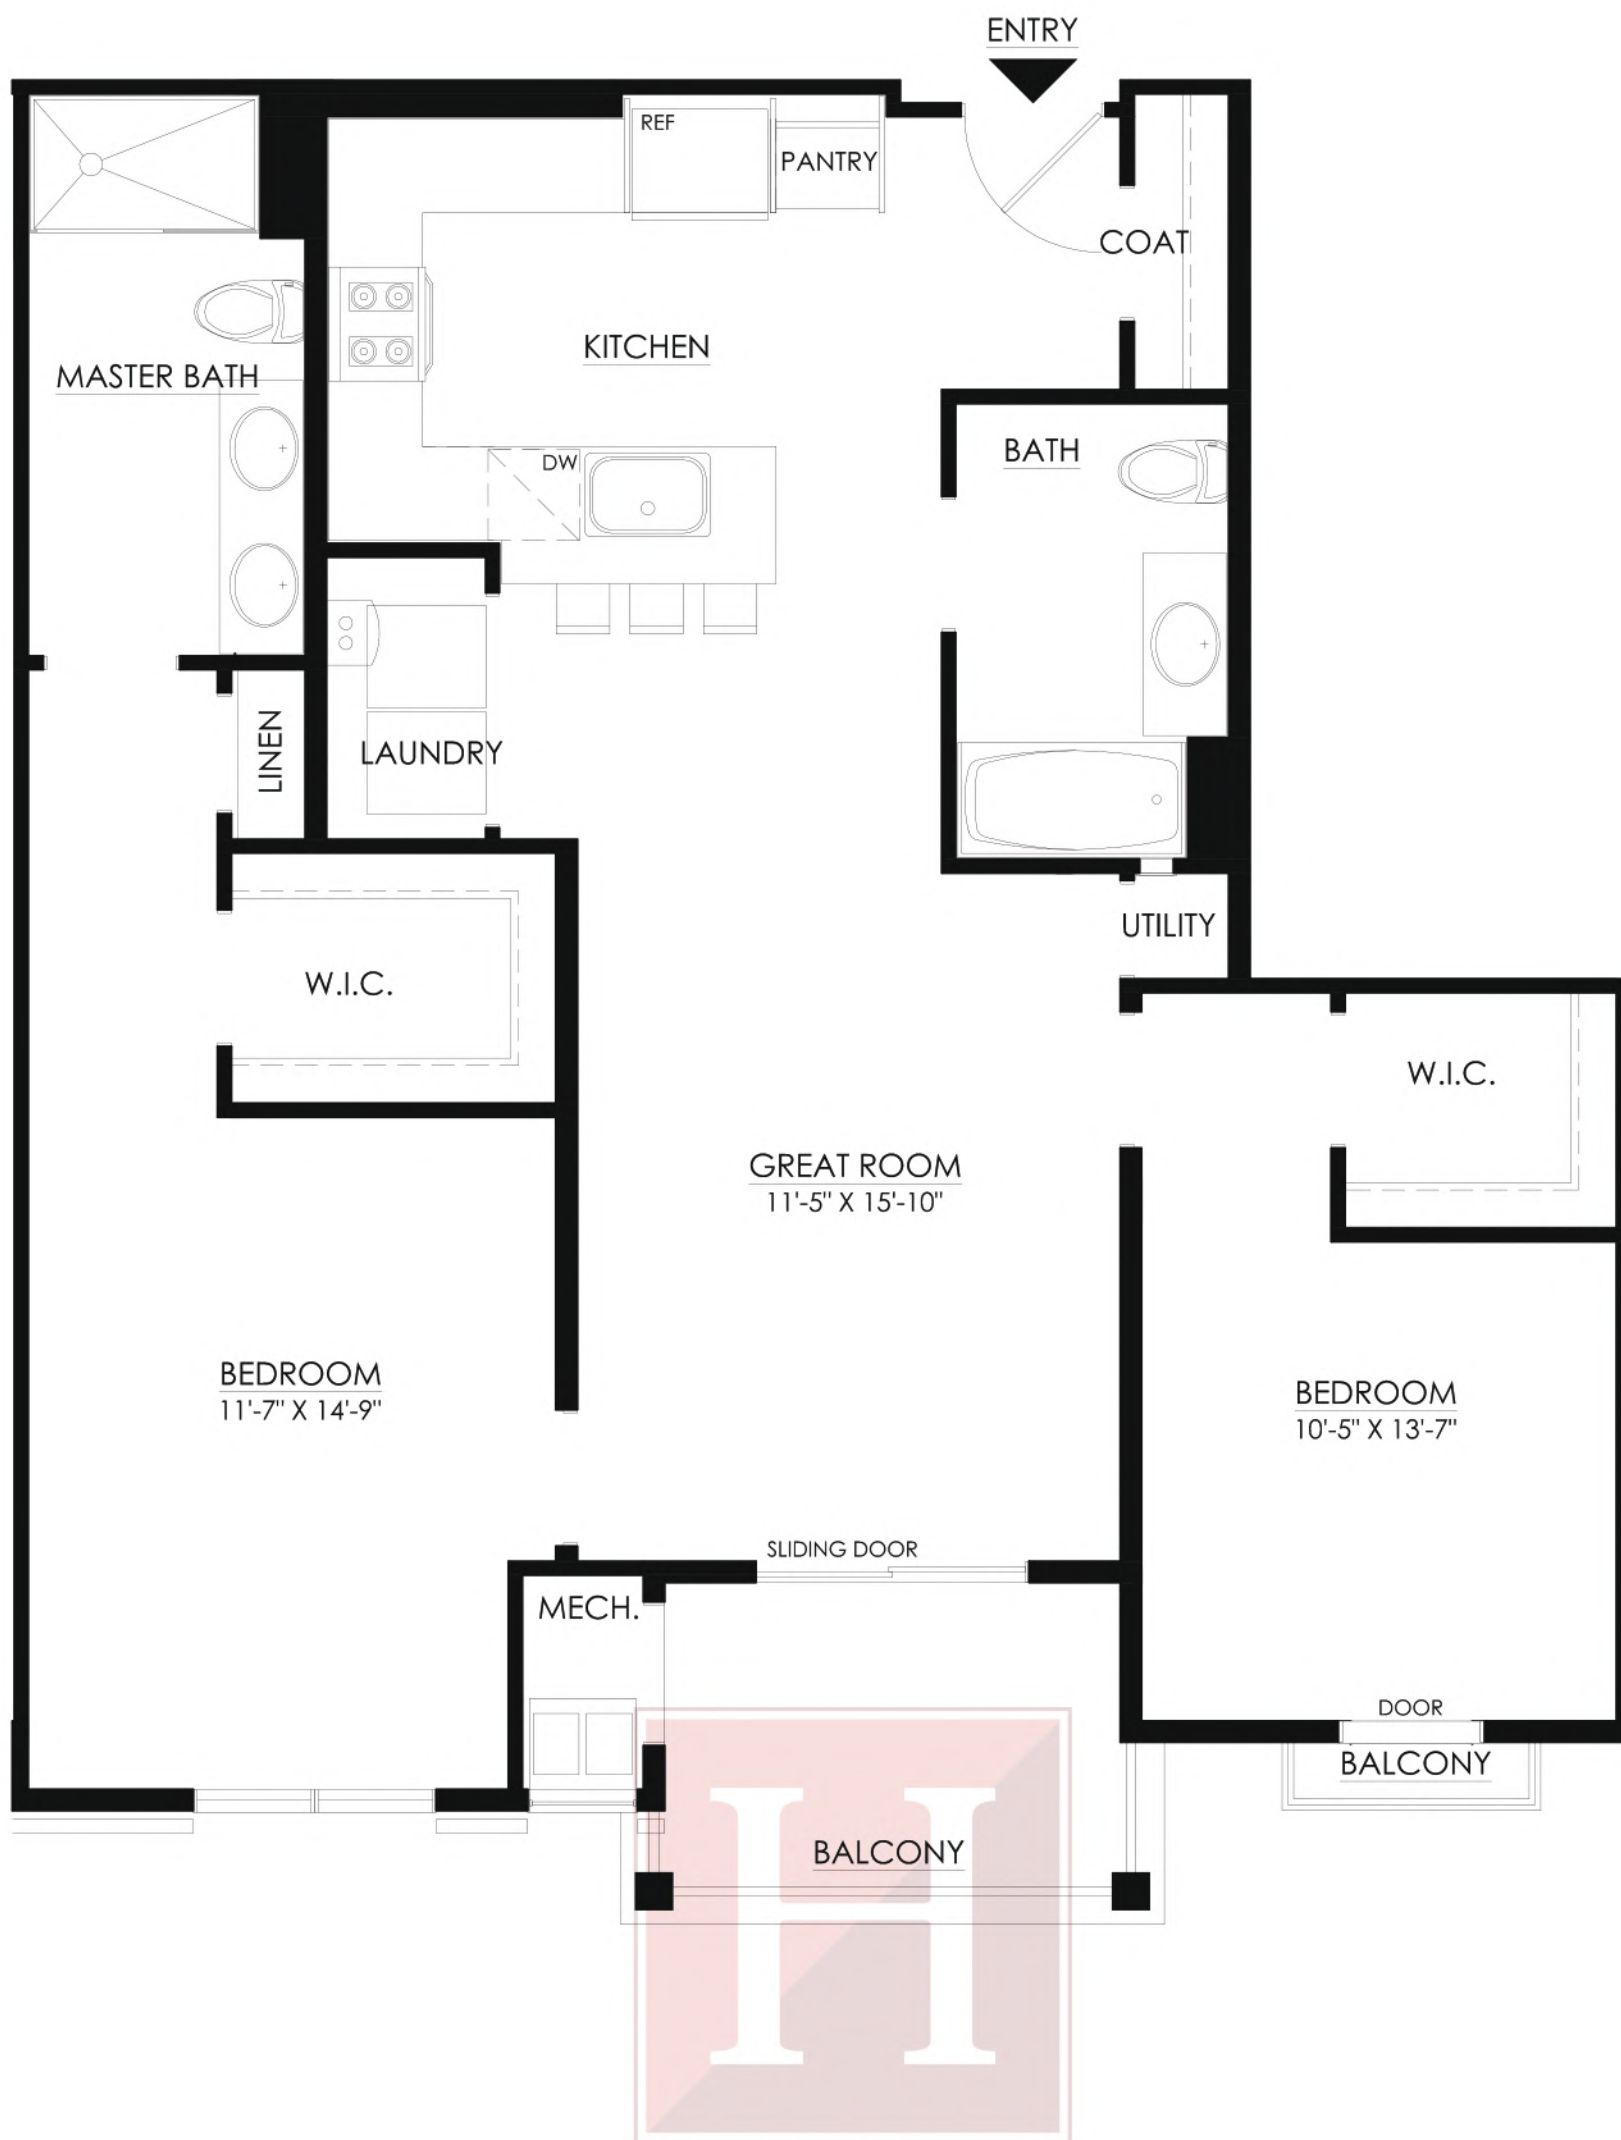 ENTRY
REF
PANTRY
COAT
KITCHEN
MASTER BATH
BATH
DW
LINEN
LAUNDRY
UTILITY
W.I.C.
W.I.C.
GREAT ROOM
11'-5" X 15'-10"
BEDROOM
11'-7" X 14'-9"
BEDROOM
10'-5" X 13'-7"
SLIDING DOOR
MECH.
DOOR
BALCONY
BALCONY
H